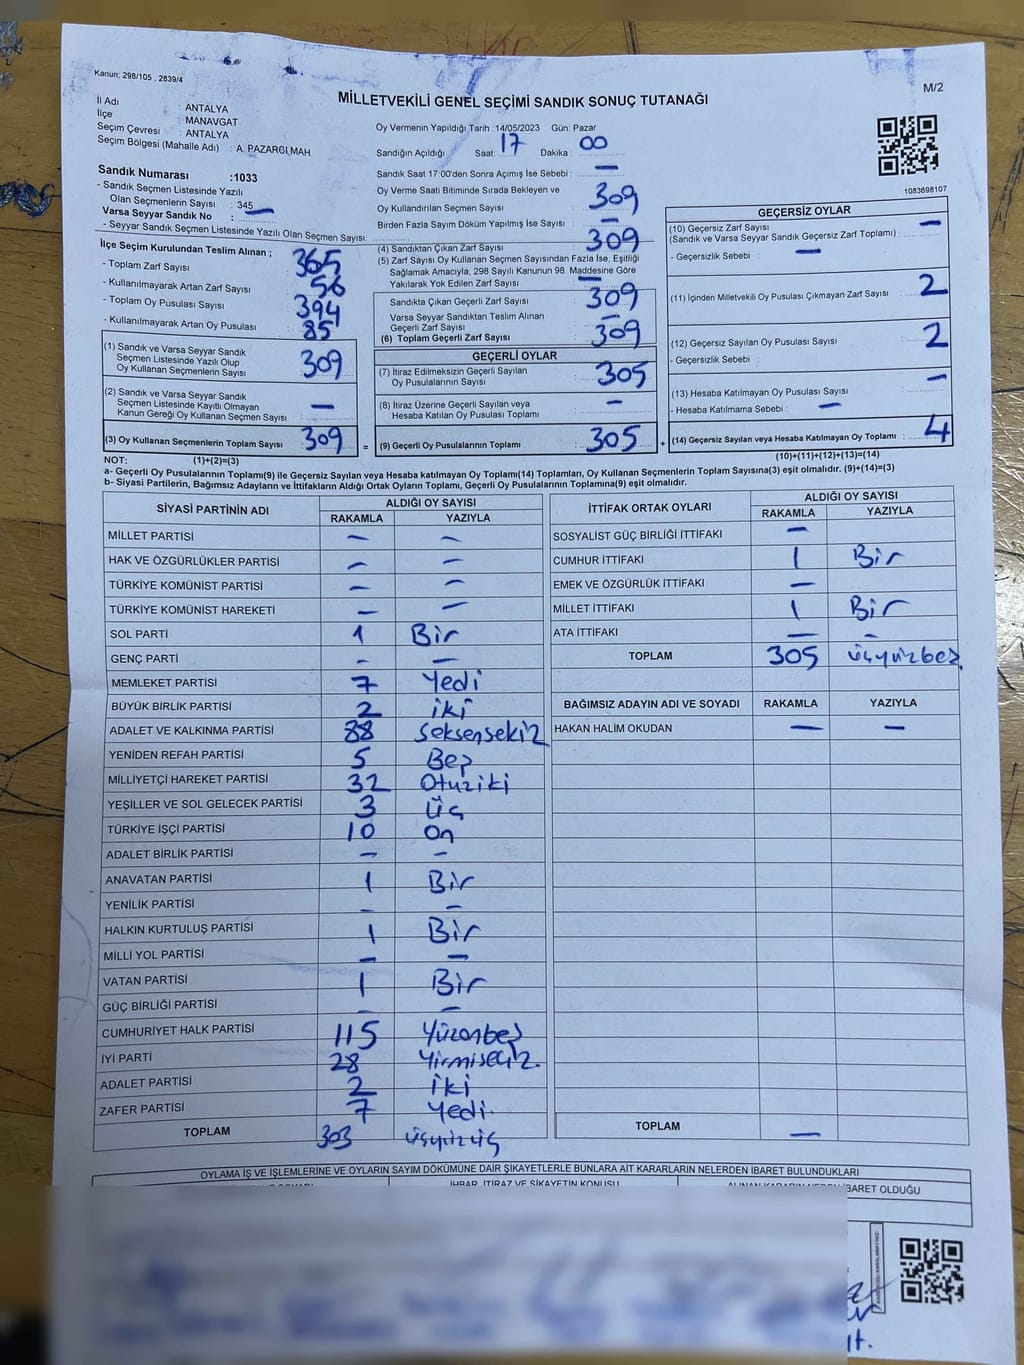 Kanun: 298/105 , 2839/4
M/2
MİLLETVEKİLİ GENEL SEÇİMİ SANDIK SONUÇ TUTANAĞI
İl Adı : ANTALYA
İlçe : MANAVGAT
Seçim Çevresi : ANTALYA
Seçim Bölgesi (Mahalle Adı) : A. PAZARCI MAH
Oy Vermenin Yapıldığı Tarih :14/05/2023 Gün: Pazar
Sandığın Açıldığı Saat: 17 Dakika : 00
1083698107
Sandık Numarası :1033
- Sandık Seçmen Listesinde Yazılı
Olan Seçmenlerin Sayısı : 345
Varsa Seyyar Sandık No : —
- Seyyar Sandık Seçmen Listesinde Yazılı Olan Seçmen Sayısı:
Sandık Saat 17:00'den Sonra Açımış İse Sebebi : —
Oy Verme Saati Bitiminde Sırada Bekleyen ve
Oy Kullandırılan Seçmen Sayısı : 309
Birden Fazla Sayım Döküm Yapılmış İse Sayısı : —
İlçe Seçim Kurulundan Teslim Alınan ;
- Toplam Zarf Sayısı : 365
- Kullanılmayarak Artan Zarf Sayısı : 56
- Toplam Oy Pusulası Sayısı : 394
- Kullanılmayarak Artan Oy Pusulası : 85
(1) Sandık ve Varsa Seyyar Sandık
Seçmen Listesinde Yazılı Olup
Oy Kullanan Seçmenlerin Sayısı : 309
(2) Sandık ve Varsa Seyyar Sandık
Seçmen Listesinde Kayıtlı Olmayan
Kanun Gereği Oy Kullanan Seçmen Sayısı : —
(3) Oy Kullanan Seçmenlerin Toplam Sayısı : 309 =
(4) Sandıktan Çıkan Zarf Sayısı : 309
(5) Zarf Sayısı Oy Kullanan Seçmen Sayısından Fazla İse, Eşitliği
Sağlamak Amacıyla, 298 Sayılı Kanunun 98. Maddesine Göre
Yakılarak Yok Edilen Zarf Sayısı : —
Sandıkta Çıkan Geçerli Zarf Sayısı : 309
Varsa Seyyar Sandıktan Teslim Alınan
Geçerli Zarf Sayısı : —
(6) Toplam Geçerli Zarf Sayısı : 309
GEÇERLİ OYLAR
(7) İtiraz Edilmeksizin Geçerli Sayılan
Oy Pusulalarının Sayısı : 305
(8) İtiraz Üzerine Geçerli Sayılan veya
Hesaba Katılan Oy Pusulası Toplamı : —
(9) Geçerli Oy Pusulalarının Toplamı : 305 +
GEÇERSİZ OYLAR
(10) Geçersiz Zarf Sayısı : —
(Sandık ve Varsa Seyyar Sandık Geçersiz Zarf Toplamı) :
- Geçersizlik Sebebi : —
(11) İçinden Milletvekili Oy Pusulası Çıkmayan Zarf Sayısı : 2
(12) Geçersiz Sayılan Oy Pusulası Sayısı : 2
- Geçersizlik Sebebi :
(13) Hesaba Katılmayan Oy Pusulası Sayısı : —
- Hesaba Katılmama Sebebi : —
(14) Geçersiz Sayılan veya Hesaba Katılmayan Oy Toplamı : 4
NOT: (1)+(2)=(3)
(10)+(11)+(12)+(13)=(14)
a- Geçerli Oy Pusulalarının Toplamı(9) ile Geçersiz Sayılan veya Hesaba katılmayan Oy Toplamı(14) Toplamları, Oy Kullanan Seçmenlerin Toplam Sayısına(3) eşit olmalıdır. (9)+(14)=(3)
b- Siyasi Partilerin, Bağımsız Adayların ve İttifakların Aldığı Ortak Oyların Toplamı, Geçerli Oy Pusulalarının Toplamına(9) eşit olmalıdır.
SİYASİ PARTİNİN ADI ALDIĞI OY SAYISI
RAKAMLA YAZIYLA
MİLLET PARTİSİ — —
HAK VE ÖZGÜRLÜKLER PARTİSİ — —
TÜRKİYE KOMÜNİST PARTİSİ — —
TÜRKİYE KOMÜNİST HAREKETİ — —
SOL PARTİ 1 Bir
GENÇ PARTİ — —
MEMLEKET PARTİSİ 7 Yedi
BÜYÜK BİRLİK PARTİSİ 2 iki
ADALET VE KALKINMA PARTİSİ 88 Seksensekiz
YENİDEN REFAH PARTİSİ 5 Beş
MİLLİYETÇİ HAREKET PARTİSİ 32 Otuziki
YEŞİLLER VE SOL GELECEK PARTİSİ 3 Üç
TÜRKİYE İŞÇİ PARTİSİ 10 On
ADALET BİRLİK PARTİSİ — —
ANAVATAN PARTİSİ 1 Bir
YENİLİK PARTİSİ — —
HALKIN KURTULUŞ PARTİSİ 1 Bir
MİLLİ YOL PARTİSİ — —
VATAN PARTİSİ 1 Bir
GÜÇ BİRLİĞİ PARTİSİ — —
CUMHURİYET HALK PARTİSİ 115 Yüzonbeş
İYİ PARTİ 28 Yirmisekiz.
ADALET PARTİSİ 2 iki
ZAFER PARTİSİ 7 Yedi.
TOPLAM 303 üçyüzüç
İTTİFAK ORTAK OYLARI ALDIĞI OY SAYISI
RAKAMLA YAZIYLA
SOSYALİST GÜÇ BİRLİĞİ İTTİFAKI —
CUMHUR İTTİFAKI 1 Bir
EMEK VE ÖZGÜRLÜK İTTİFAKI —
MİLLET İTTİFAKI 1 Bir
ATA İTTİFAKI — —
TOPLAM 305 üçyüzbeş
BAĞIMSIZ ADAYIN ADI VE SOYADI RAKAMLA YAZIYLA
HAKAN HALİM OKUDAN — —
TOPLAM —
OYLAMA İŞ VE İŞLEMLERİNE VE OYLARIN SAYIM DÖKÜMÜNE DAİR ŞİKAYETLERLE BUNLARA AİT KARARLARIN NELERDEN İBARET BULUNDUKLARI
İHBAR, İTİRAZ VE ŞİKAYETİN KONUSU
ALINAN KARARIN NEDEN İBARET OLDUĞU